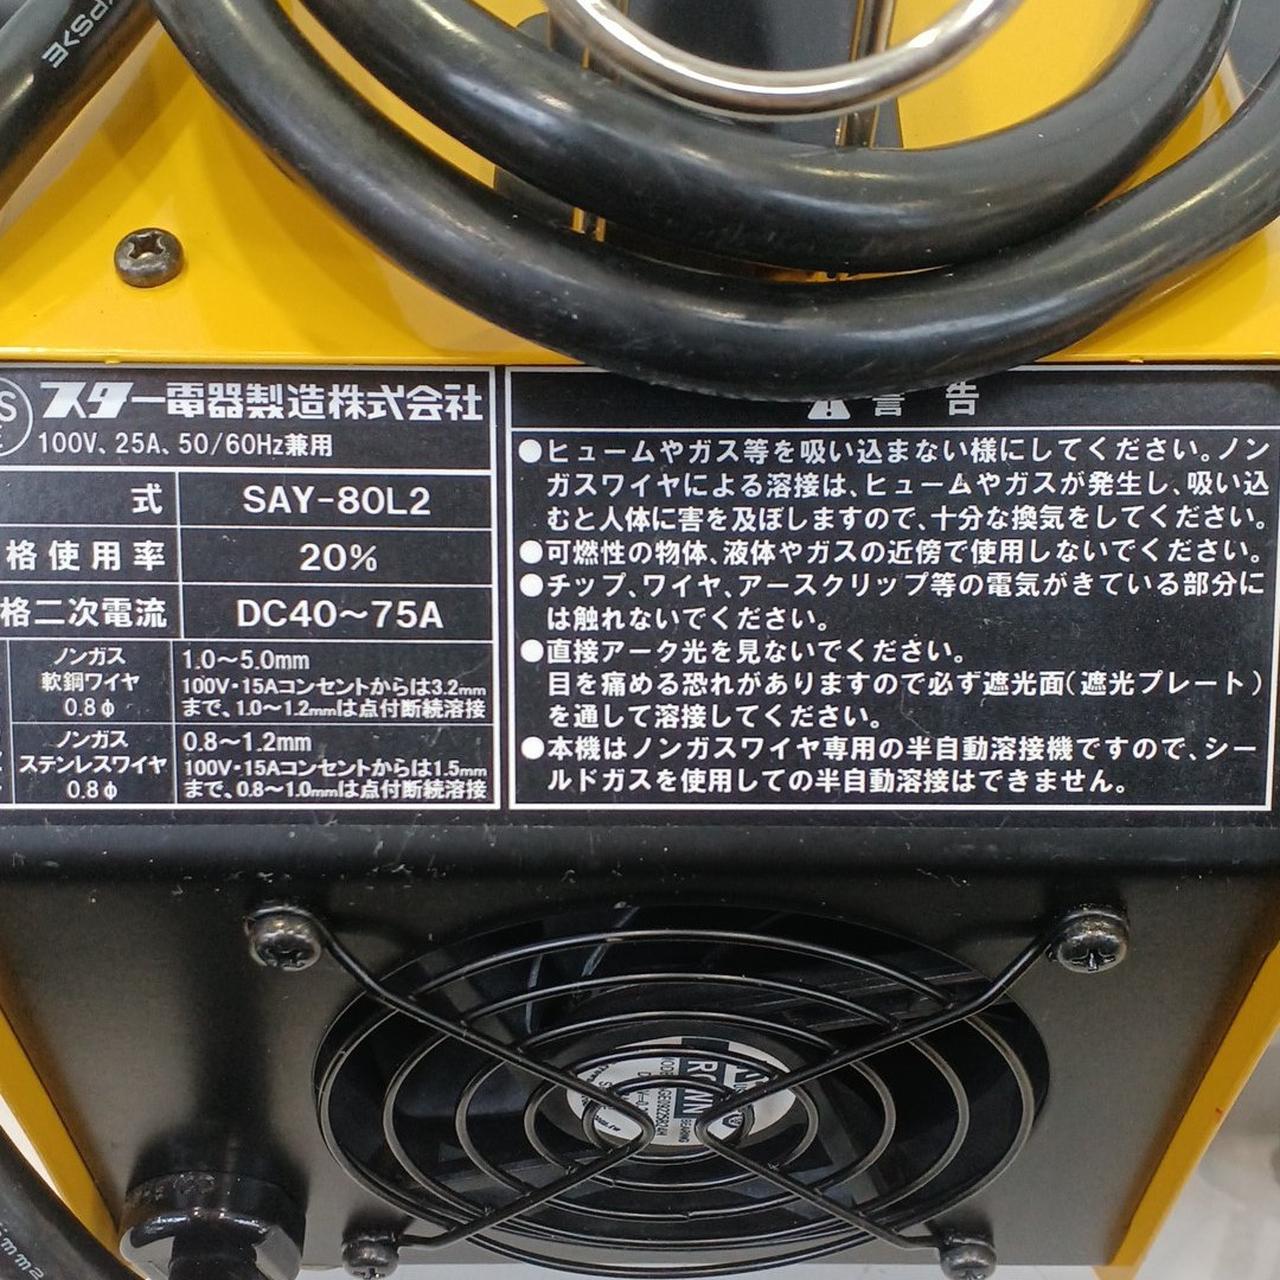 PS>E
スター電器製造株式会社
100V、25A、50/60Hz兼用
式 SAY-80L2
格使用率 20%
格二次電流 DC40～75A
ノンガス
軟鋼ワイヤ
0.8φ
1.0～5.0mm
100V・15Aコンセントからは3.2mm
まで、1.0～1.2mmは点付断続溶接
ノンガス
ステンレスワイヤ
0.8φ
0.8～1.2mm
100V・15Aコンセントからは1.5mm
まで、0.8～1.0mmは点付断続溶接
警告
●ヒュームやガス等を吸い込まない様にしてください。ノン
ガスワイヤによる溶接は、ヒュームやガスが発生し、吸い込
むと人体に害を及ぼしますので、十分な換気をしてください。
●可燃性の物体、液体やガスの近傍で使用しないでください。
●チップ、ワイヤ、アースクリップ等の電気がきている部分に
は触れないでください。
●直接アーク光を見ないでください。
目を痛める恐れがありますので必ず遮光面(遮光プレート)
を通して溶接してください。
●本機はノンガスワイヤ専用の半自動溶接機ですので、シー
ルドガスを使用しての半自動溶接はできません。
BEARING